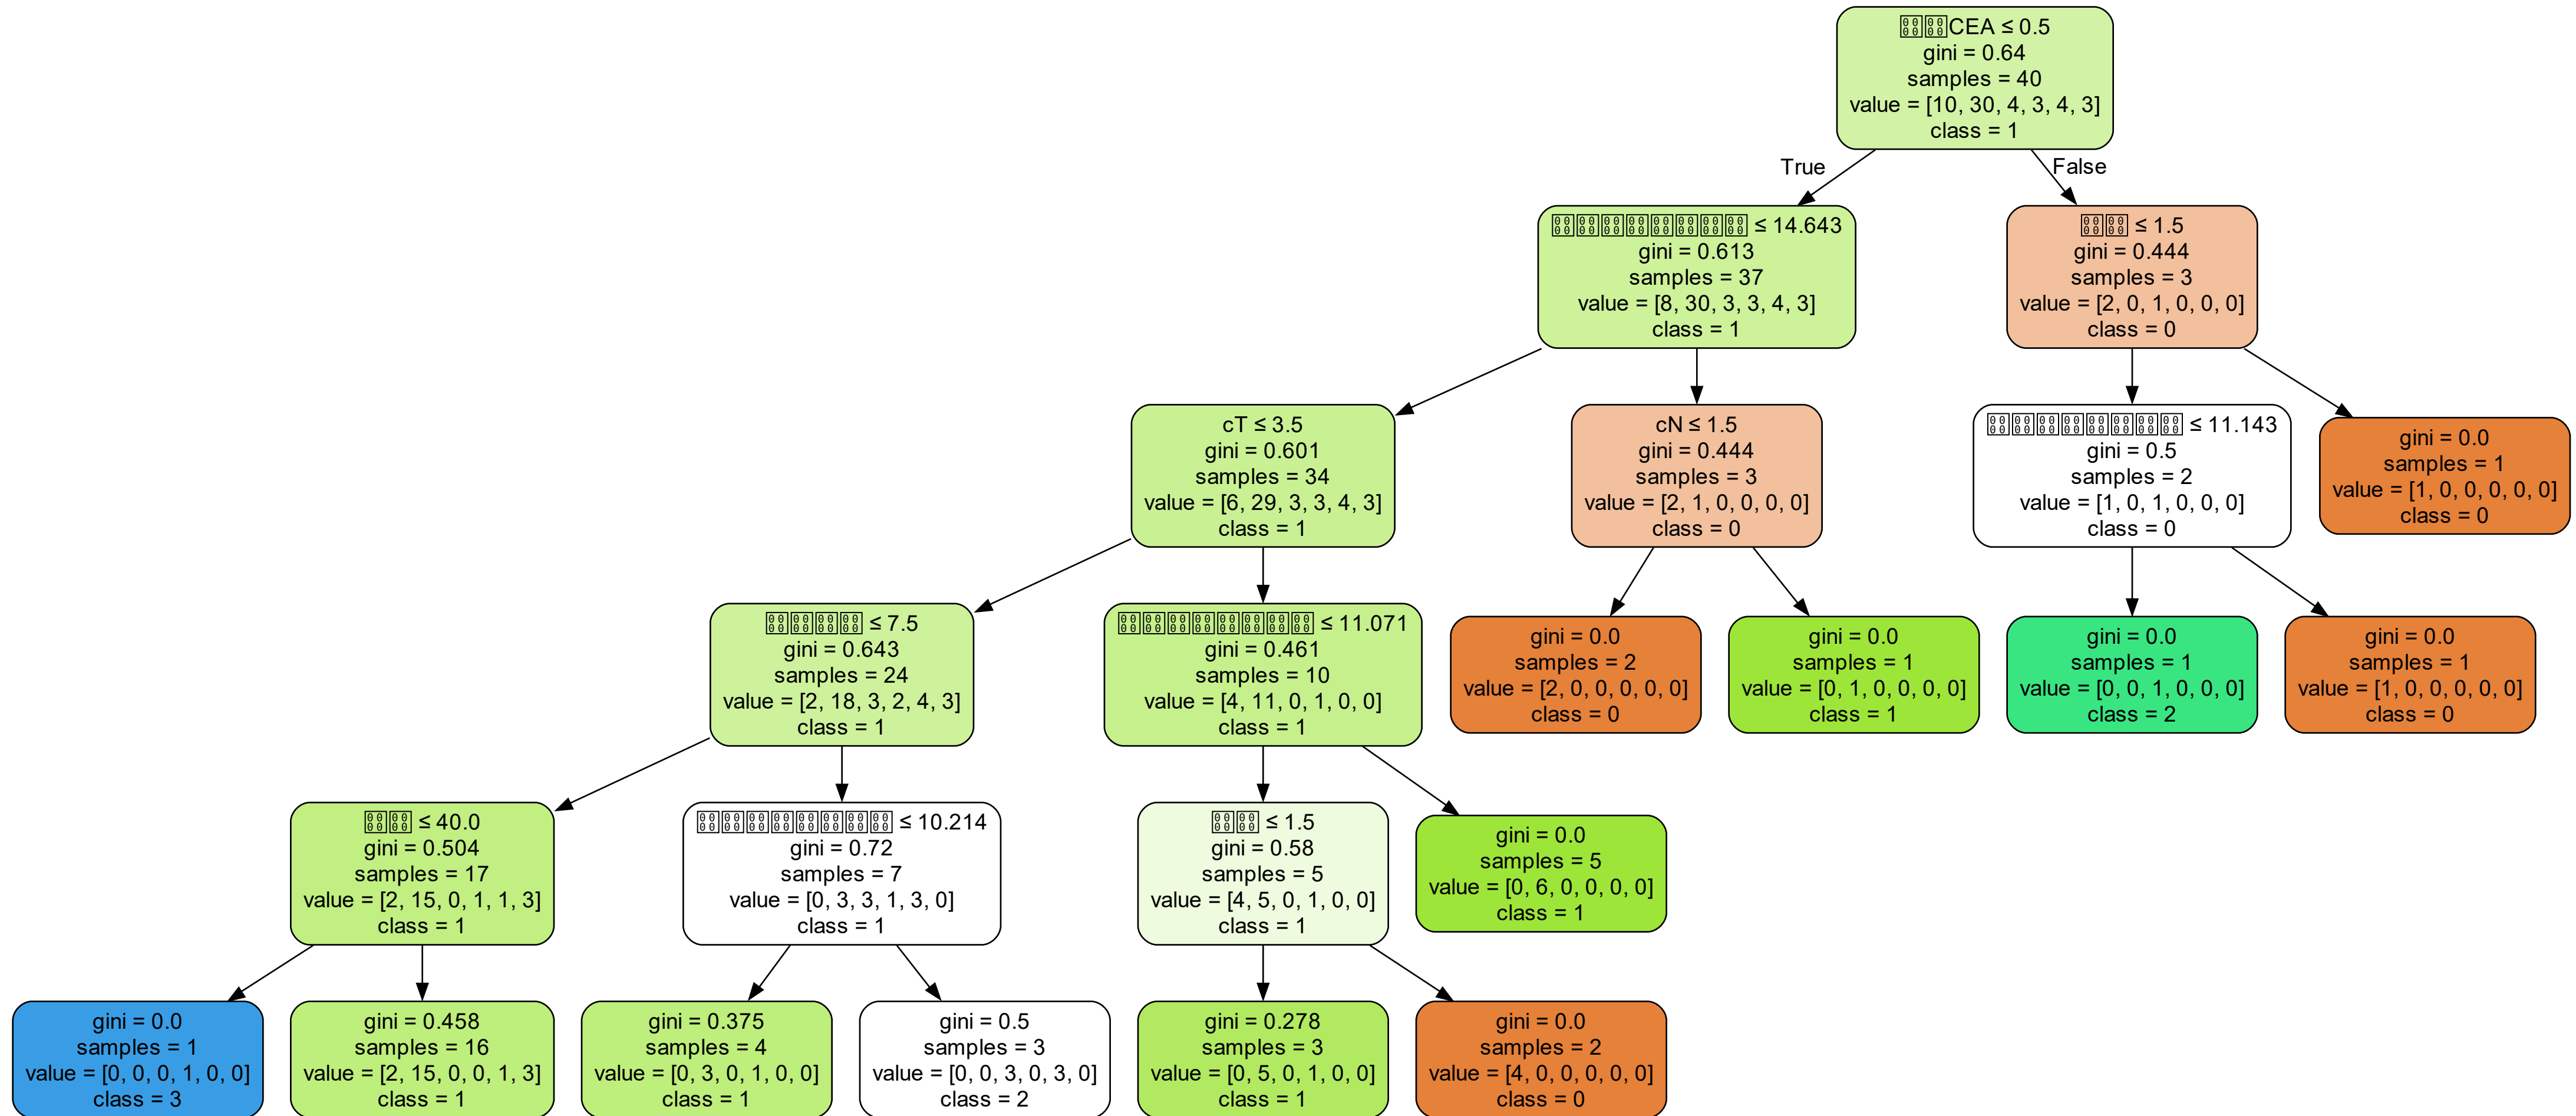 CEA ≤ 0.5
gini = 0.64
samples = 40
value = [10, 30, 4, 3, 4, 3]
class = 1
True
False
≤ 14.643
gini = 0.613
samples = 37
value = [8, 30, 3, 3, 4, 3]
class = 1
≤ 1.5
gini = 0.444
samples = 3
value = [2, 0, 1, 0, 0, 0]
class = 0
cT ≤ 3.5
gini = 0.601
samples = 34
value = [6, 29, 3, 3, 4, 3]
class = 1
cN ≤ 1.5
gini = 0.444
samples = 3
value = [2, 1, 0, 0, 0, 0]
class = 0
≤ 11.143
gini = 0.5
samples = 2
value = [1, 0, 1, 0, 0, 0]
class = 0
gini = 0.0
samples = 1
value = [1, 0, 0, 0, 0, 0]
class = 0
≤ 7.5
gini = 0.643
samples = 24
value = [2, 18, 3, 2, 4, 3]
class = 1
≤ 11.071
gini = 0.461
samples = 10
value = [4, 11, 0, 1, 0, 0]
class = 1
gini = 0.0
samples = 2
value = [2, 0, 0, 0, 0, 0]
class = 0
gini = 0.0
samples = 1
value = [0, 1, 0, 0, 0, 0]
class = 1
gini = 0.0
samples = 1
value = [0, 0, 1, 0, 0, 0]
class = 2
gini = 0.0
samples = 1
value = [1, 0, 0, 0, 0, 0]
class = 0
≤ 40.0
gini = 0.504
samples = 17
value = [2, 15, 0, 1, 1, 3]
class = 1
≤ 10.214
gini = 0.72
samples = 7
value = [0, 3, 3, 1, 3, 0]
class = 1
≤ 1.5
gini = 0.58
samples = 5
value = [4, 5, 0, 1, 0, 0]
class = 1
gini = 0.0
samples = 5
value = [0, 6, 0, 0, 0, 0]
class = 1
gini = 0.0
samples = 1
value = [0, 0, 0, 1, 0, 0]
class = 3
gini = 0.458
samples = 16
value = [2, 15, 0, 0, 1, 3]
class = 1
gini = 0.375
samples = 4
value = [0, 3, 0, 1, 0, 0]
class = 1
gini = 0.5
samples = 3
value = [0, 0, 3, 0, 3, 0]
class = 2
gini = 0.278
samples = 3
value = [0, 5, 0, 1, 0, 0]
class = 1
gini = 0.0
samples = 2
value = [4, 0, 0, 0, 0, 0]
class = 0